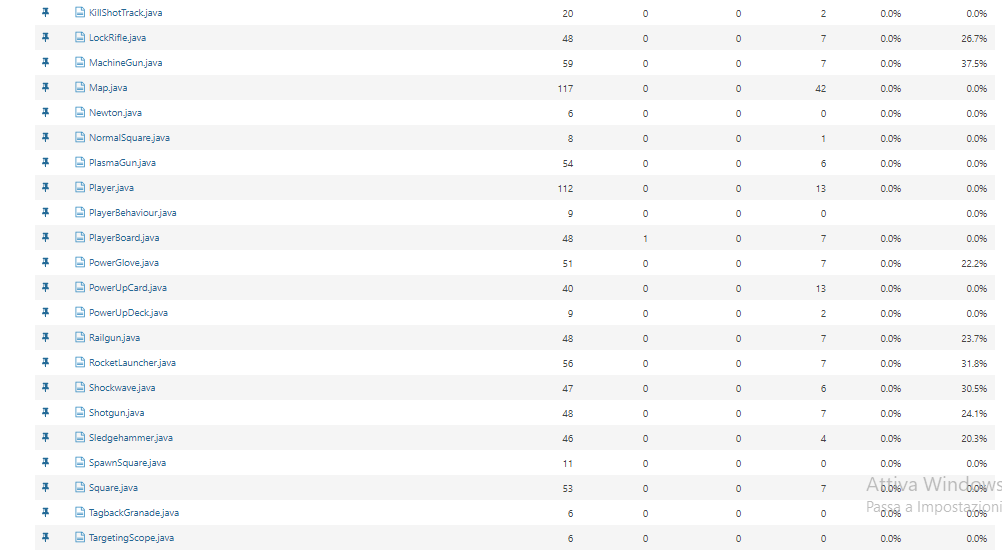 KillShotTrack.java 20 0 0 2 0.0% 0.0%
LockRifle.java 48 0 0 7 0.0% 26.7%
MachineGun.java 59 0 0 7 0.0% 37.5%
Map.java 117 0 0 42 0.0% 0.0%
Newton.java 6 0 0 0 0.0% 0.0%
NormalSquare.java 8 0 0 1 0.0% 0.0%
PlasmaGun.java 54 0 0 6 0.0% 0.0%
Player.java 112 0 0 13 0.0% 0.0%
PlayerBehaviour.java 9 0 0 0 0.0%
PlayerBoard.java 48 1 0 7 0.0% 0.0%
PowerGlove.java 51 0 0 7 0.0% 22.2%
PowerUpCard.java 40 0 0 13 0.0% 0.0%
PowerUpDeck.java 9 0 0 2 0.0% 0.0%
Railgun.java 48 0 0 7 0.0% 23.7%
RocketLauncher.java 56 0 0 7 0.0% 31.8%
Shockwave.java 47 0 0 6 0.0% 30.5%
Shotgun.java 48 0 0 7 0.0% 24.1%
Sledgehammer.java 46 0 0 4 0.0% 20.3%
SpawnSquare.java 11 0 0 0 0.0% 0.0%
Attiva Windows
Square.java 53 0 0 7 0.0% 0.0%
Passa a Impostazioni
TagbackGranade.java 6 0 0 0 0.0% 0.0%
TargetingScope.java 6 0 0 0 0.0% 0.0%